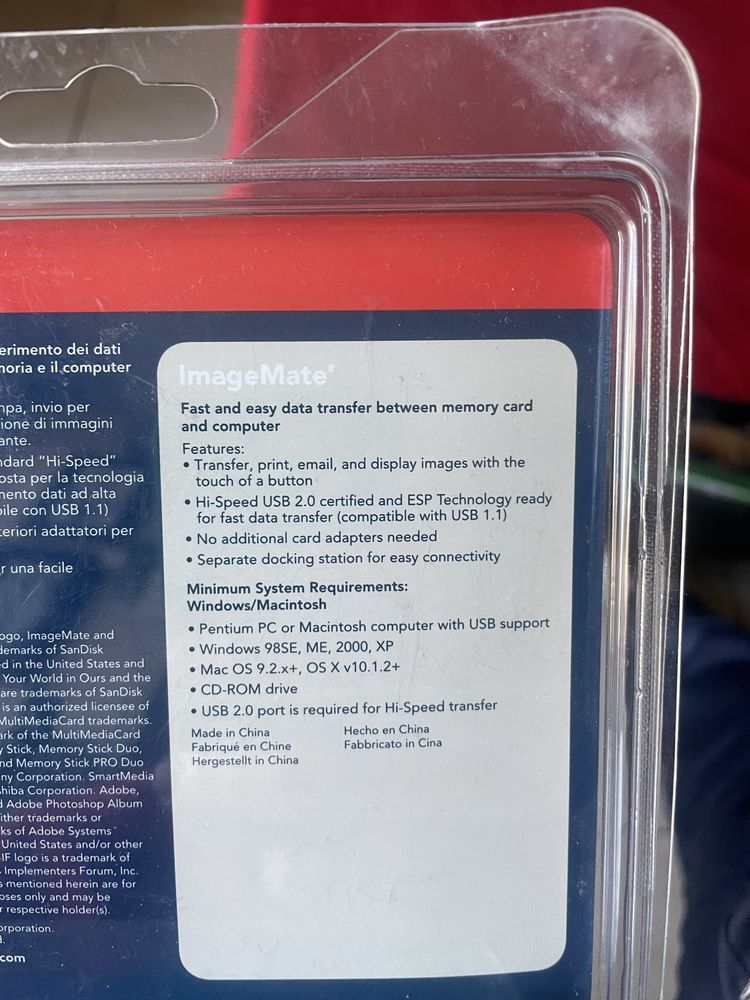 erimento dei dati
moria e il computer
mpa, invio per
ione di immagini
ante.
ndard "Hi-Speed"
osta per la tecnologia
mento dati ad alta
bile con USB 1.1)
teriori adattatori per
r una facile
ogo, ImageMate and
demarks of SanDisk
ed in the United States and
Your World in Ours and the
are trademarks of SanDisk
is an authorized licensee of
MultiMediaCard trademarks.
ark of the MultiMediaCard
y Stick, Memory Stick Duo,
nd Memory Stick PRO Duo
ny Corporation. SmartMedia
shiba Corporation. Adobe,
d Adobe Photoshop Album
ither trademarks or
ks of Adobe Systems
United States and/or other
-IF logo is a trademark of
Implementers Forum, Inc.
s mentioned herein are for
oses only and may be
r respective holder(s).
orporation.
d.
com
ImageMate®
Fast and easy data transfer between memory card
and computer
Features:
• Transfer, print, email, and display images with the
touch of a button
• Hi-Speed USB 2.0 certified and ESP Technology ready
for fast data transfer (compatible with USB 1.1)
• No additional card adapters needed
• Separate docking station for easy connectivity
Minimum System Requirements:
Windows/Macintosh
• Pentium PC or Macintosh computer with USB support
• Windows 98SE, ME, 2000, XP
• Mac OS 9.2.x+, OS X v10.1.2+
• CD-ROM drive
• USB 2.0 port is required for Hi-Speed transfer
Made in China
Fabriqué en Chine
Hergestellt in China
Hecho en China
Fabbricato in Cina